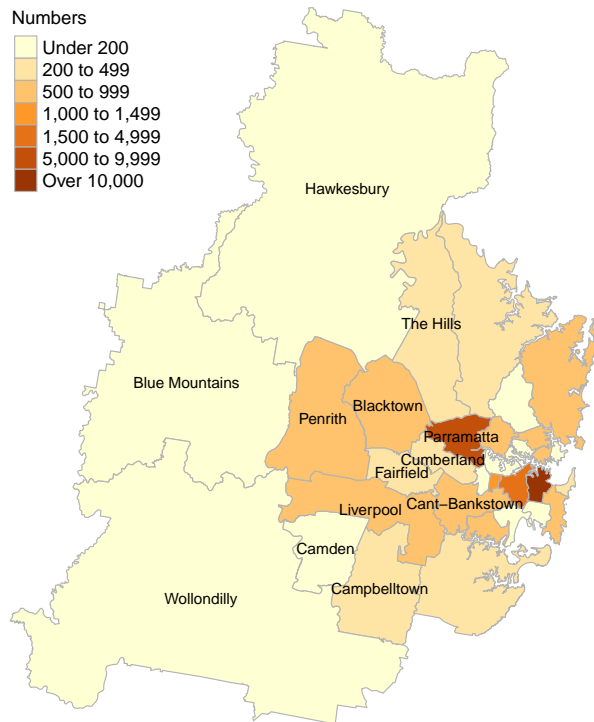 Numbers
Under 200
200 to 499
500 to 999
1,000 to 1,499
1,500 to 4,999
5,000 to 9,999
Over 10,000
Hawkesbury
The Hills
Blue Mountains
Blacktown
Penrith
Parramatta
Cumberland
Fairfield
Cant−Bankstown
Liverpool
Camden
Campbelltown
Wollondilly